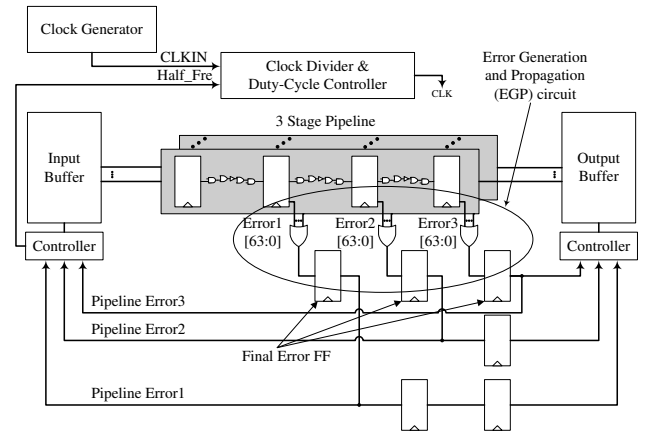 Clock Generator
CLKIN
Half_Fre
Clock Divider &
Duty-Cycle Controller
CLK
Error Generation
and Propagation
(EGP) circuit
3 Stage Pipeline
Input
Buffer
Output
Buffer
Controller
Error1
[63:0]
Error2
[63:0]
Error3
[63:0]
Controller
Pipeline Error3
Pipeline Error2
Final Error FF
Pipeline Error1